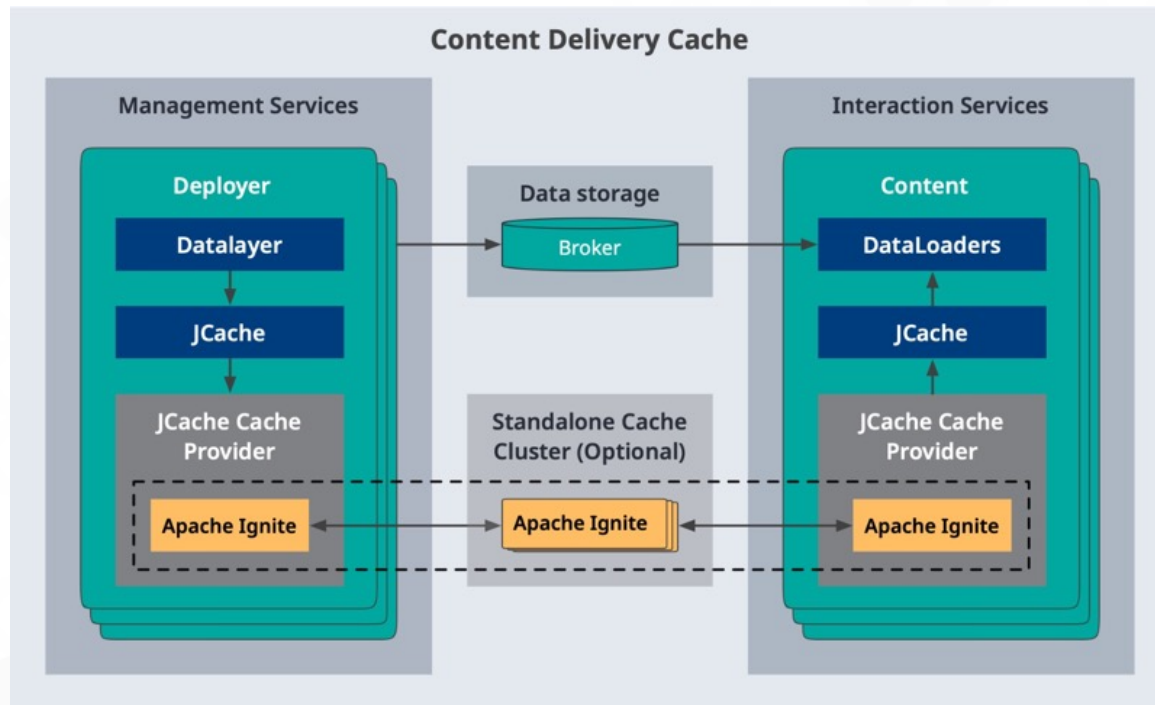 Content Delivery Cache
Management Services
Deployer
Datalayer
JCache
JCache Cache
Provider
Apache Ignite
Data storage
Broker
Standalone Cache
Cluster (Optional)
Apache Ignite
Interaction Services
Content
DataLoaders
JCache
JCache Cache
Provider
Apache Ignite